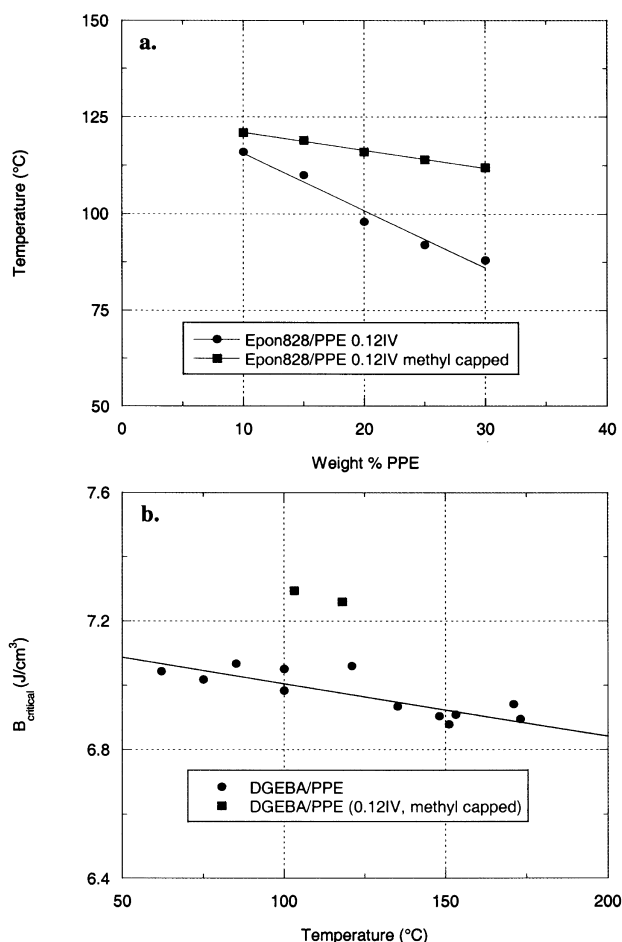 a.
150
125
100
75
50
Temperature (°C)
Epon828/PPE 0.12IV
Epon828/PPE 0.12IV methyl capped
0 10 20 30 40
Weight % PPE
b.
7.6
7.2
6.8
6.4
B critical (J/cm³)
DGEBA/PPE
DGEBA/PPE (0.12IV, methyl capped)
50 100 150 200
Temperature (°C)